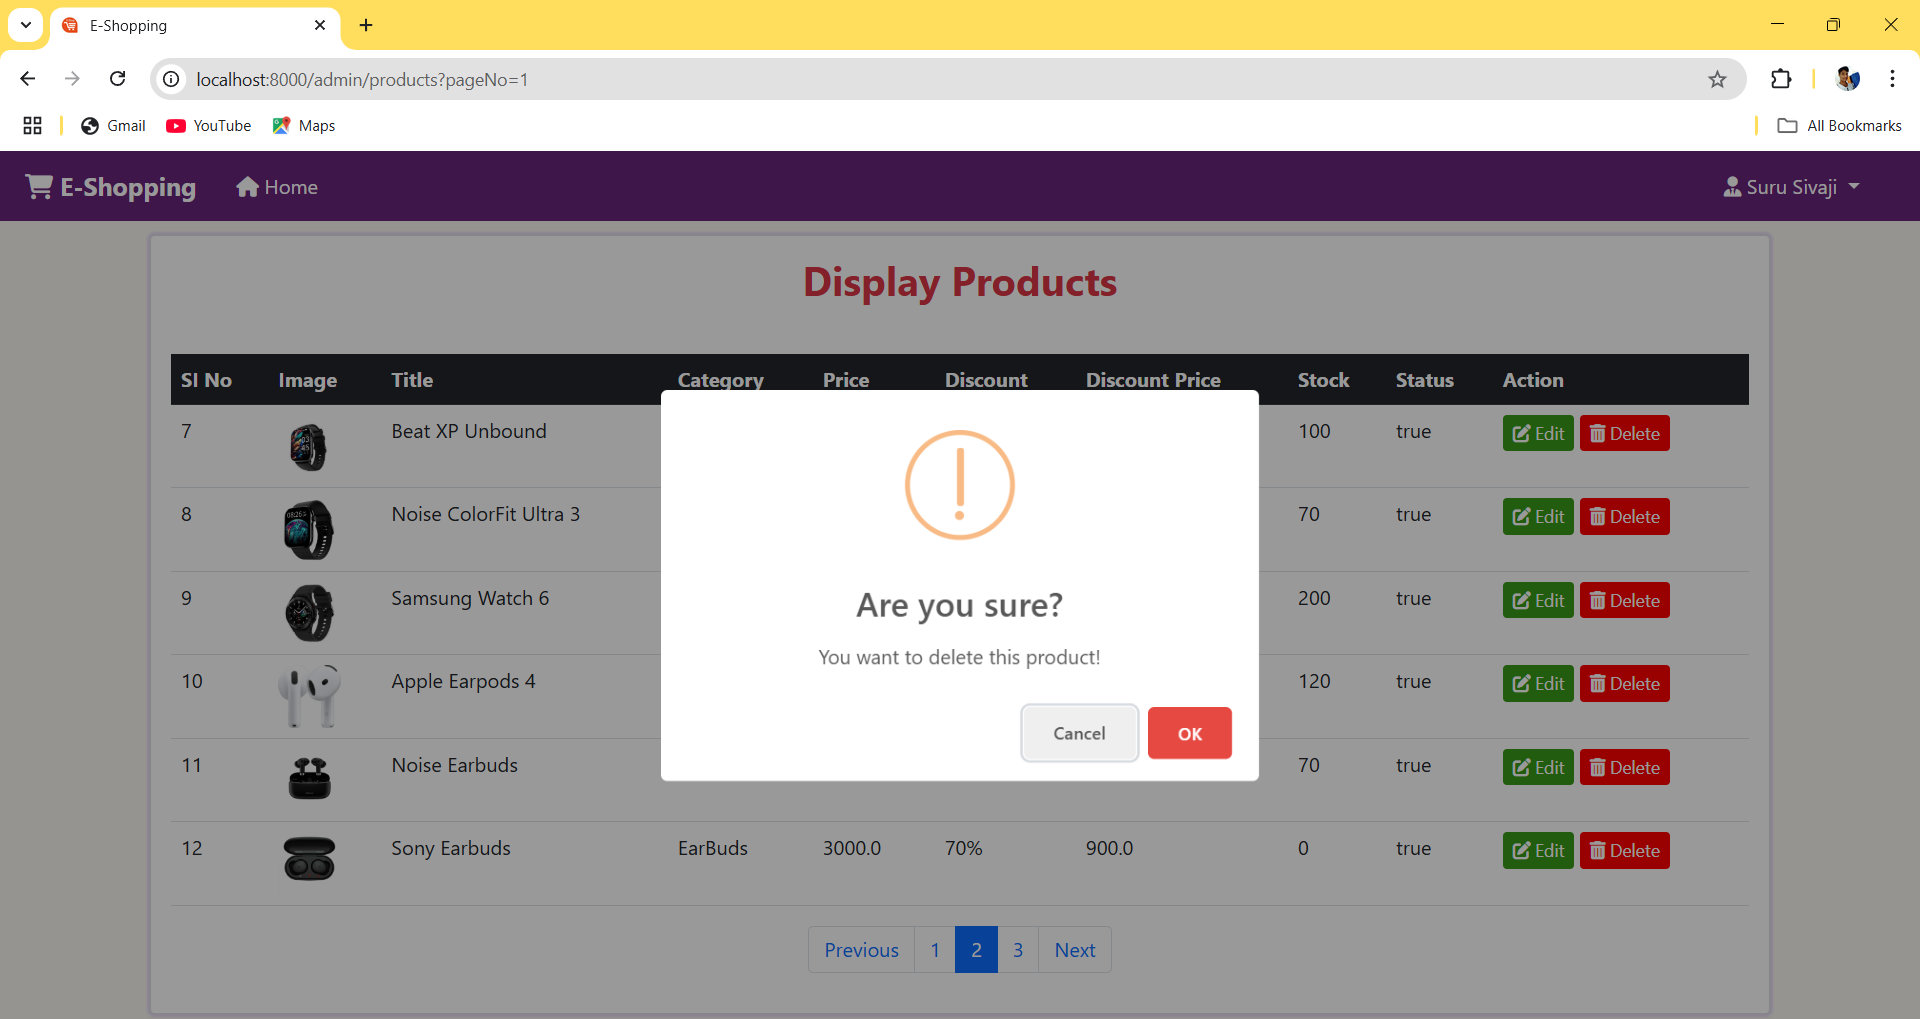 E-Shopping
localhost:8000/admin/products?pageNo=1
Gmail YouTube Maps All Bookmarks
E-Shopping Home Suru Sivaji
Display Products
Sl No Image Title Category Price Discount Discount Price Stock Status Action
7 Beat XP Unbound 100 true Edit Delete
8 Noise ColorFit Ultra 3 70 true Edit Delete
9 Samsung Watch 6 200 true Edit Delete
10 Apple Earpods 4 120 true Edit Delete
11 Noise Earbuds 70 true Edit Delete
12 Sony Earbuds EarBuds 3000.0 70% 900.0 0 true Edit Delete
Are you sure?
You want to delete this product!
Cancel OK
Previous 1 2 3 Next